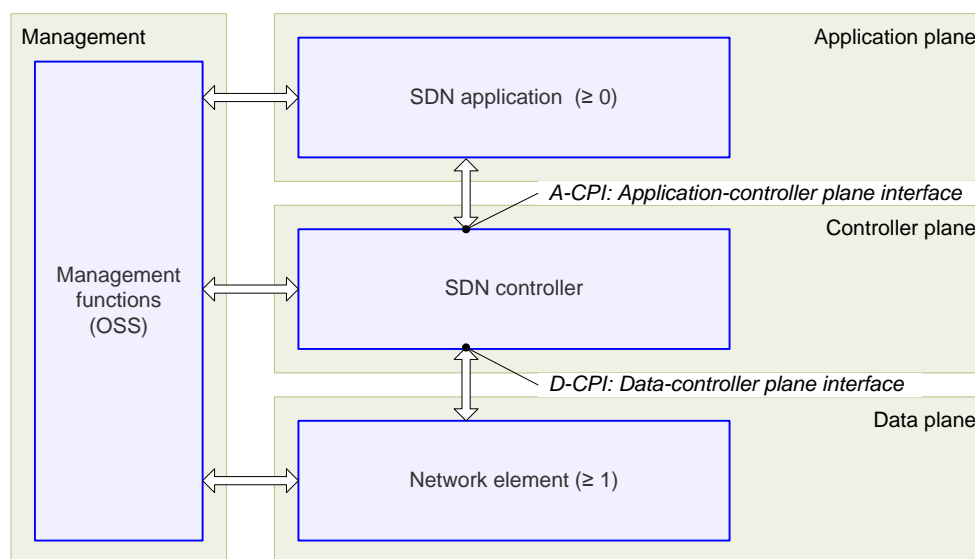 Management
Application plane
SDN application (≥ 0)
A-CPI: Application-controller plane interface
Controller plane
Management
functions
(OSS)
SDN controller
D-CPI: Data-controller plane interface
Data plane
Network element (≥ 1)